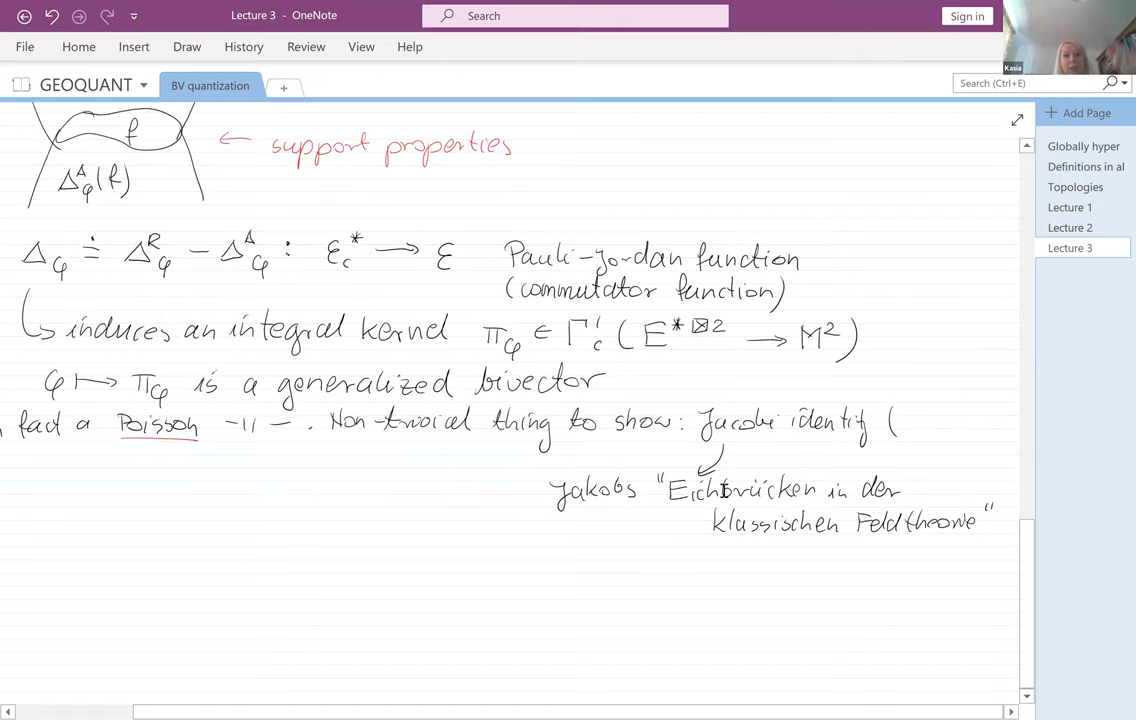 Lecture 3 - OneNote
Search
Sign in
File Home Insert Draw History Review View Help
Kasia
GEOQUANT
BV quantization
Search (Ctrl+E)
Add Page
Globally hyper
Definitions in al
Topologies
Lecture 1
Lecture 2
Lecture 3
f
← support properties
Δ^A_φ(f)
Δ_φ ≐ Δ^R_φ − Δ^A_φ : ℰ*_c → ℰ Pauli-Jordan function
(commutator function)
↳ induces an integral kernel π_φ ∈ Γ'_c (E*^⊠2 → M²)
φ ↦ π_φ is a generalized bivector
fact a Poisson -11-. Non-trivial thing to show: Jacobi identity (
Jakobs "Eichbrücken in der
klassischen Feldtheorie"